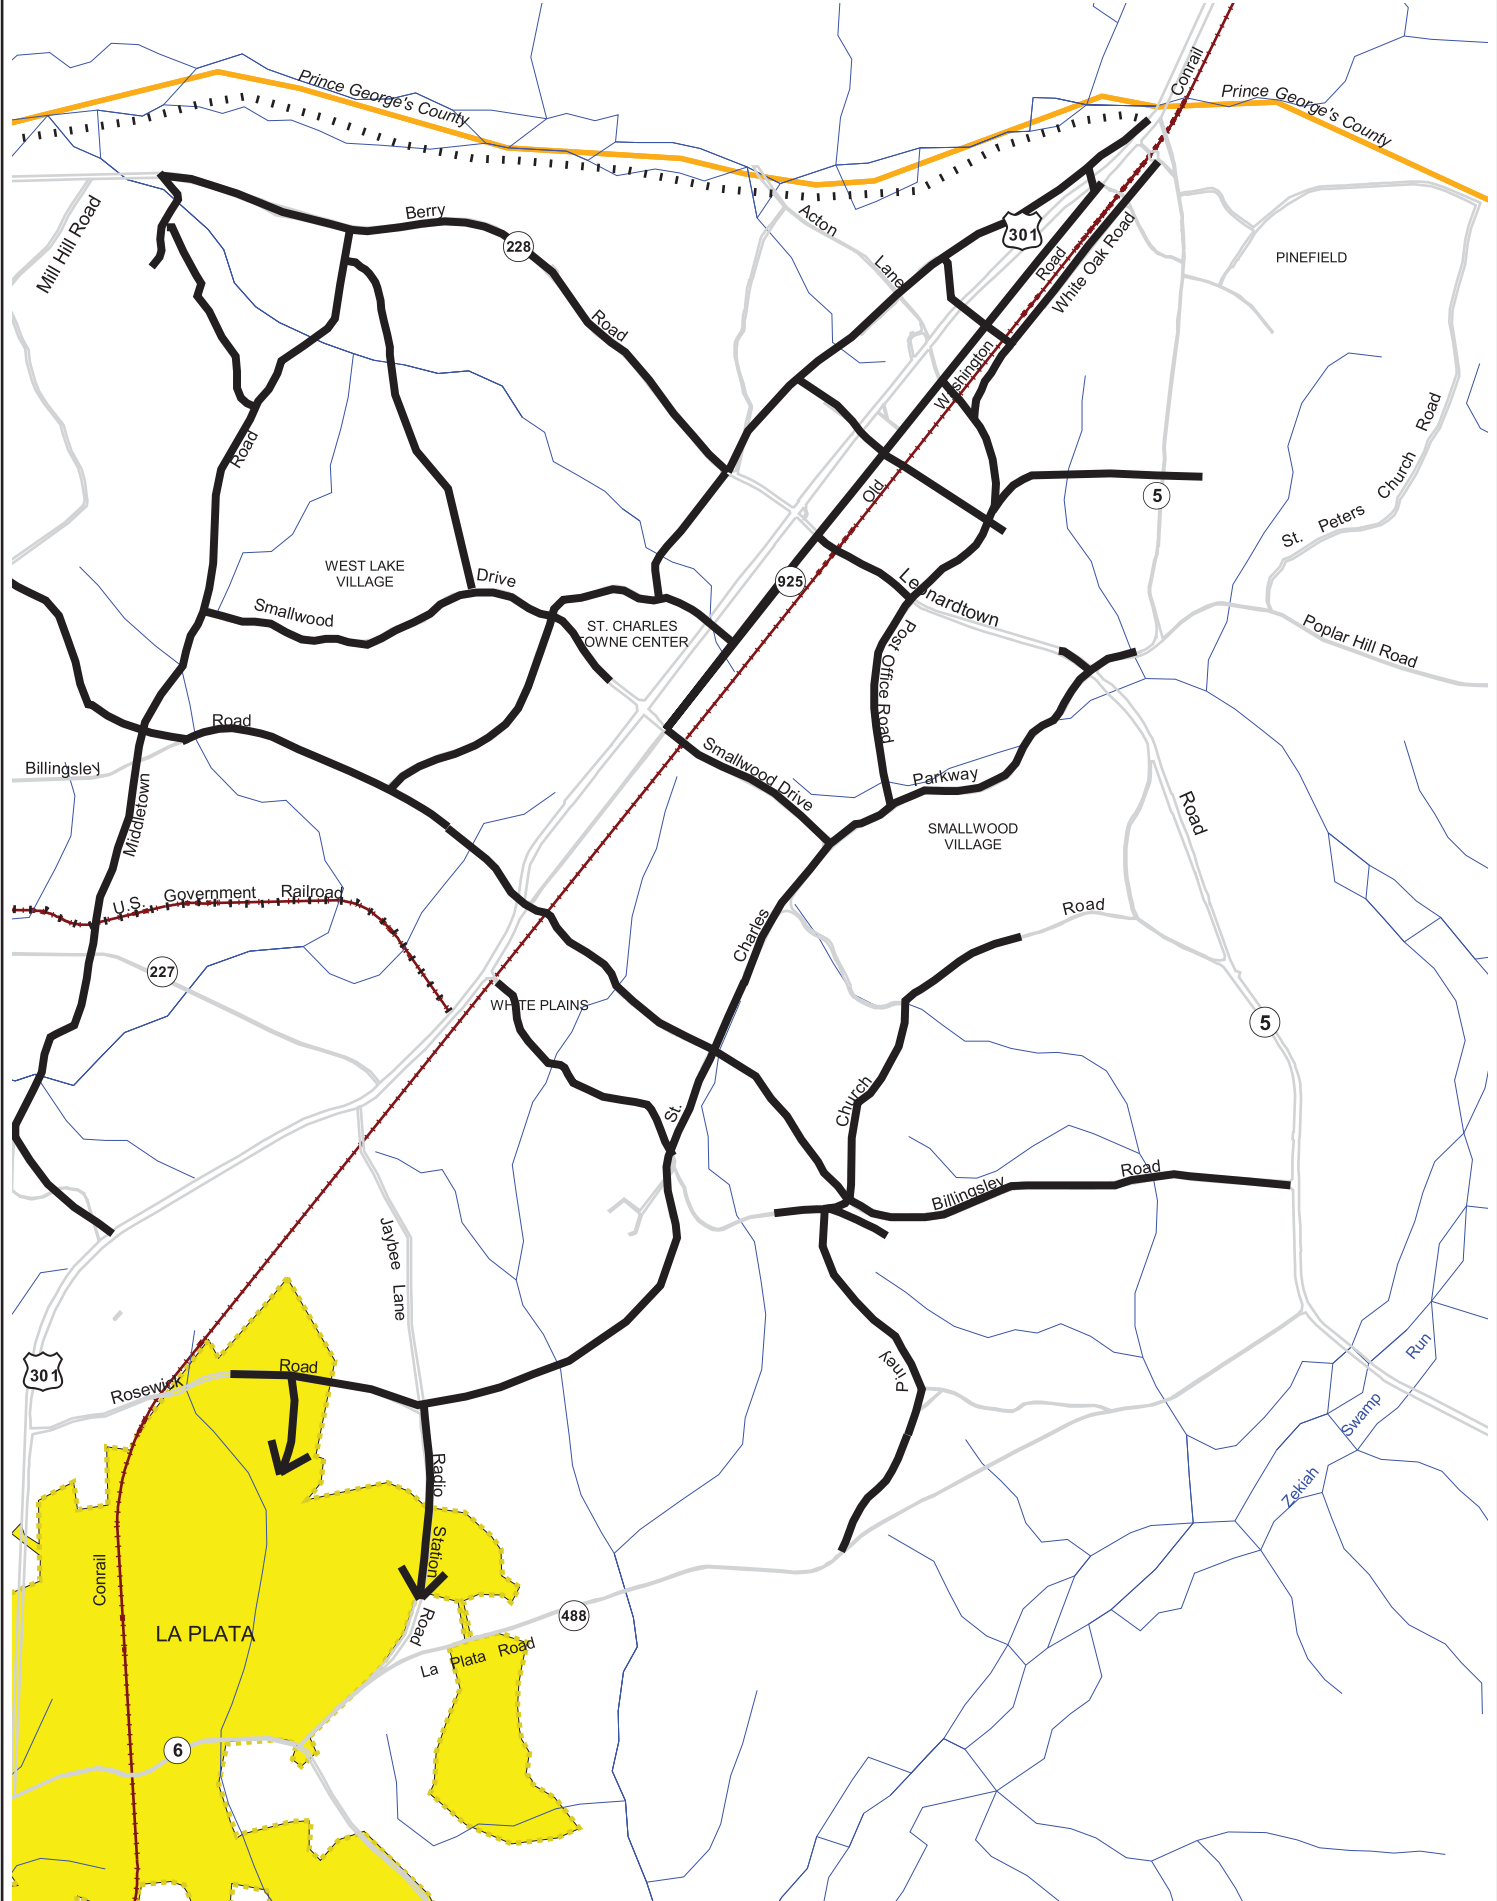 Prince George's County
Conrail
Prince George's County
Mill Hill Road
Berry
228
Road
Acton
Lane
301
Road
White Oak Road
PINEFIELD
Washington
Old
925
Road
5
St. Peters Church Road
WEST LAKE
VILLAGE
Smallwood
Drive
ST. CHARLES
TOWNE CENTER
Leonardtown
Post Office Road
Poplar Hill Road
Road
Billingsley
Middletown
Smallwood Drive
Parkway
SMALLWOOD
VILLAGE
Road
U.S. Government Railroad
227
Charles
Road
WHITE PLAINS
5
St.
Church
Billingsley
Road
Jaybee Lane
301
Rosewick
Road
Piney
Run
Swamp
Zekiah
Radio Station Road
Conrail
LA PLATA
488
La Plata Road
6